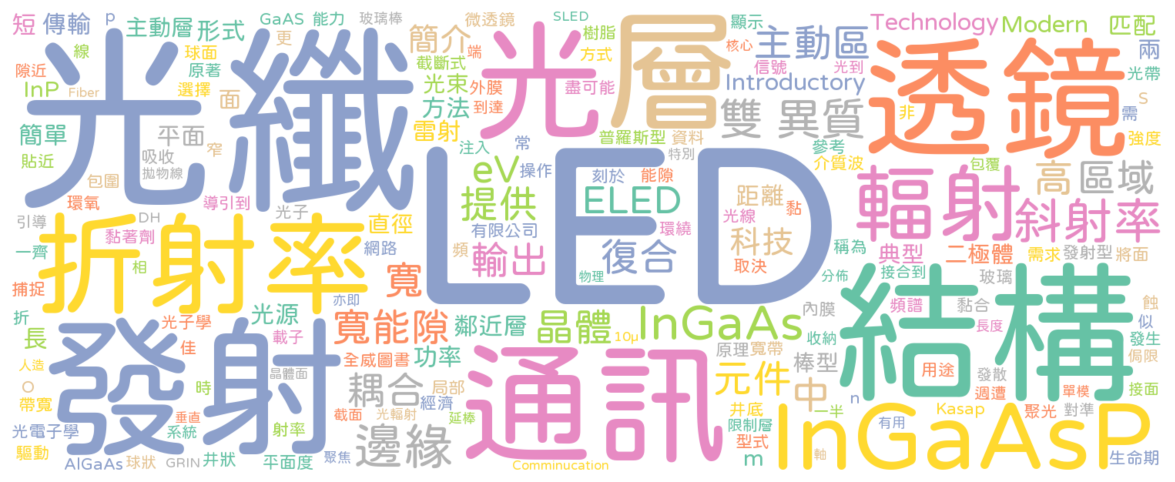 短 傳輸 p 主動層 形式 GaAS 能力 玻璃棒 微透鏡 SLED 樹脂 顯示 Technology Modern 匹配
線 球面 更 簡介 端 方式 核心 主動區 兩
隙近 原著 截斷式 信號 光到 光帶
InP Fiber 選擇 面 光束 外膜 盡可能 Introductory S
光纖 光 層 透鏡
簡單 平面 方法 到達 雙 異質 非 需
貼近 吸收 窄 雷射 注入 常 普羅斯型 資料 參考 強度
包圍 拋物線 eV 操作 特別 刻於 能隙 介質波 包覆
環氧 導引到 提供 ELED 距離 輻射 高 區域
引導 DH 光子 直徑 有限公司 環繞 光線 黏 稱為 斜射率
折射率 LED
一齊 黏著劑 網路 輸出 復合 科技 典型 二極體 需求 發射型 將面
捕捉 相 寬 頻 物理 取決 分佈 接合到 玻璃
折 光子學 光源 亦即 InGaAs 內膜 頻譜 黏合 蝕
長 載子 寬能隙 鄰近層 晶體 收納 長度 似
發射 通訊 結構
人造 佳 全威圖書 功率 10μ 原理 寬帶 棒型 發生
O 晶體面 耦合 局部 元件 中 用途 發散 侷限
帶寬 時 截面 光輻射 經濟 延棒 週遭 單模 接面
光電子學 垂直 系統 射率 邊緣 井底 一半 n Kasap 聚光 對準
驅動 限制層 型式 InGaAsP 有用
AlGaAs 球狀 GRIN 井狀 平面度 聚焦 Comminucation m 軸 生命期